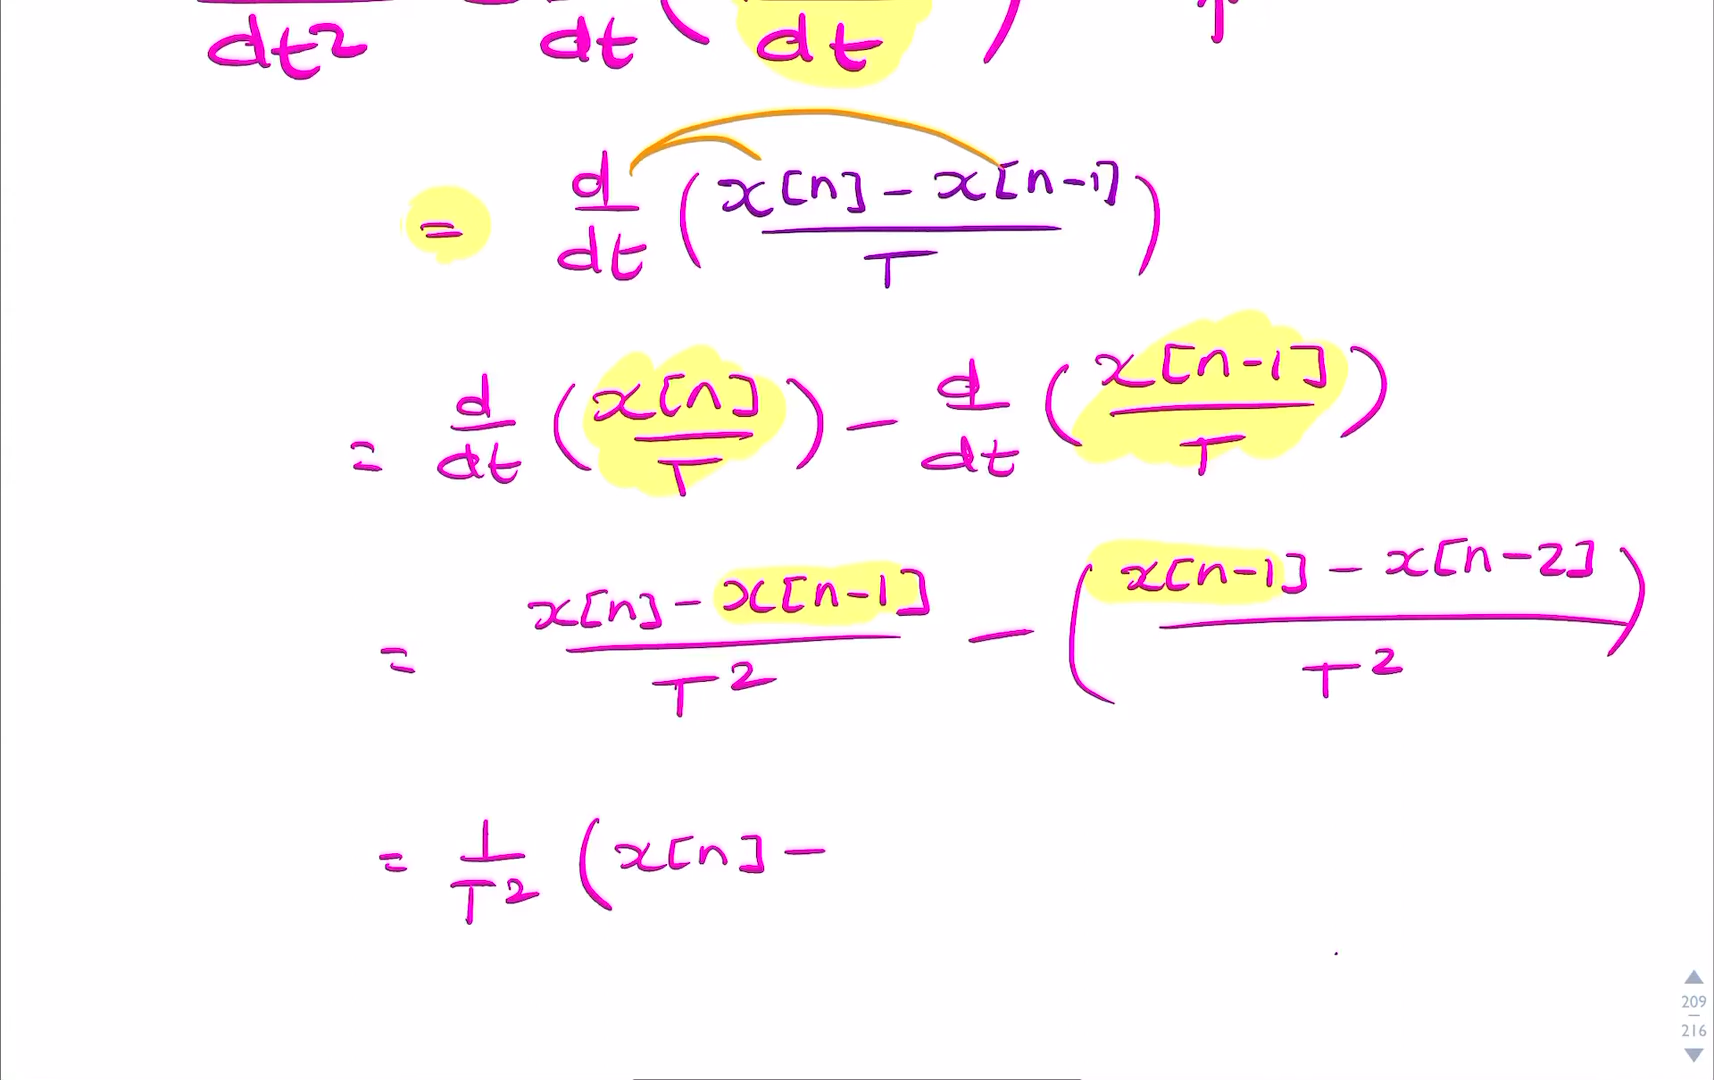 dt2 dt ( dt )
= d/dt ( x[n] - x[n-1] / T )
= d/dt ( x[n] / T ) - d/dt ( x[n-1] / T )
= x[n] - x[n-1] / T² - ( x[n-1] - x[n-2] / T² )
= 1/T² ( x[n] -
209
216